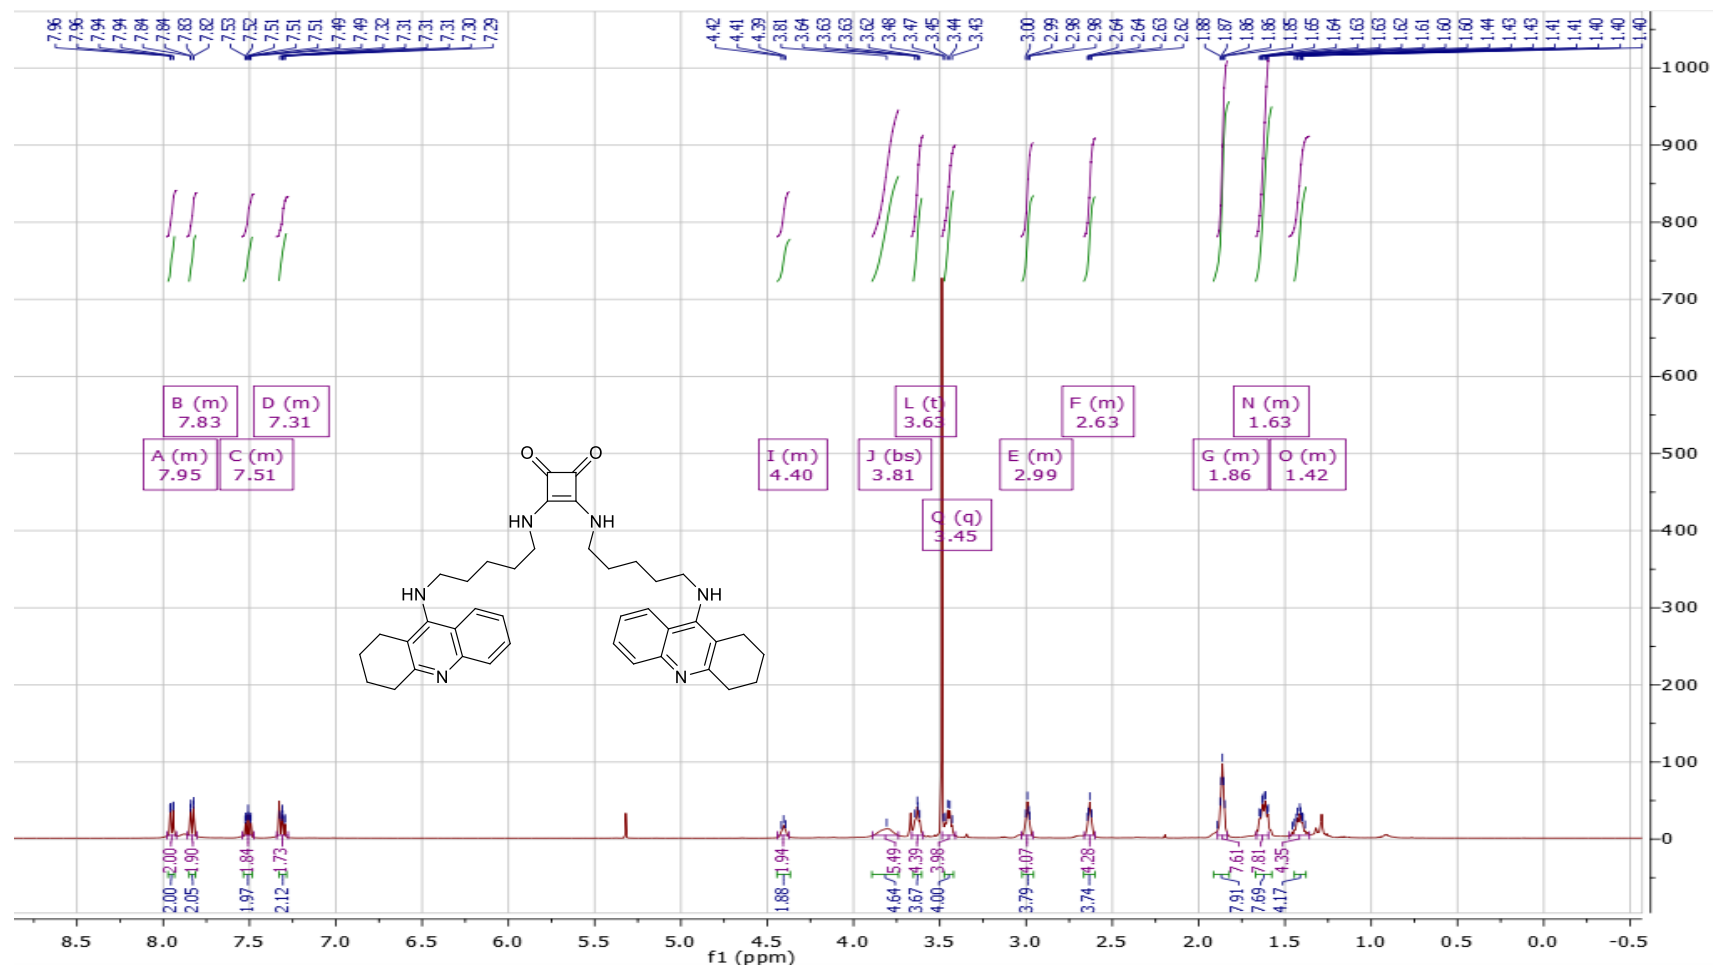 7.96 7.96 7.94 7.94 7.84 7.84 7.83 7.82 7.53 7.52 7.51 7.51 7.51 7.49 7.49 7.32 7.31 7.31 7.31 7.30 7.29 4.42 4.41 4.39 3.81 3.64 3.63 3.63 3.62 3.48 3.47 3.45 3.44 3.43 3.00 2.99 2.98 2.98 2.64 2.64 2.63 2.62 1.88 1.87 1.86 1.86 1.85 1.65 1.64 1.63 1.63 1.62 1.61 1.60 1.60 1.44 1.43 1.43 1.41 1.41 1.40 1.40 1.40
1000
900
800
700
600
500
400
300
200
100
0
B (m)
7.83
D (m)
7.31
L (t)
3.63
F (m)
2.63
N (m)
1.63
A (m)
7.95
C (m)
7.51
I (m)
4.40
J (bs)
3.81
E (m)
2.99
G (m)
1.86
O (m)
1.42
Q (q)
3.45
O O
HN NH
HN NH
N N
2.00 1.90 1.84 1.73 1.94 5.49 4.39 3.98 4.07 4.28 7.61 7.81 4.35
2.00 2.05 1.97 2.12 1.88 4.64 3.67 4.00 3.79 3.74 7.91 7.69 4.17
8.5 8.0 7.5 7.0 6.5 6.0 5.5 5.0 4.5 4.0 3.5 3.0 2.5 2.0 1.5 1.0 0.5 0.0 -0.5
f1 (ppm)